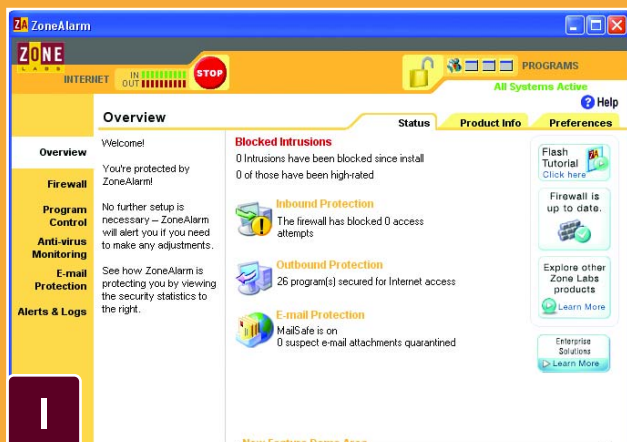 ZA ZoneAlarm
ZONE
LABS
INTERNET
IN
OUT
STOP
PROGRAMS
All Systems Active
? Help
Overview
Status
Product Info
Preferences
Overview
Firewall
Program
Control
Anti-virus
Monitoring
E-mail
Protection
Alerts & Logs
Welcome!
You're protected by
ZoneAlarm!
No further setup is
necessary – ZoneAlarm
will alert you if you need
to make any adjustments.
See how ZoneAlarm is
protecting you by viewing
the security statistics to
the right.
Blocked Intrusions
0 Intrusions have been blocked since install
0 of those have been high-rated
Inbound Protection
The firewall has blocked 0 access
attempts
Outbound Protection
26 program(s) secured for Internet access
E-mail Protection
MailSafe is on
0 suspect e-mail attachments quarantined
Flash
Tutorial
Click here
Firewall is
up to date.
Explore other
Zone Labs
products
Learn More
Enterprise
Solutions
Learn More
1